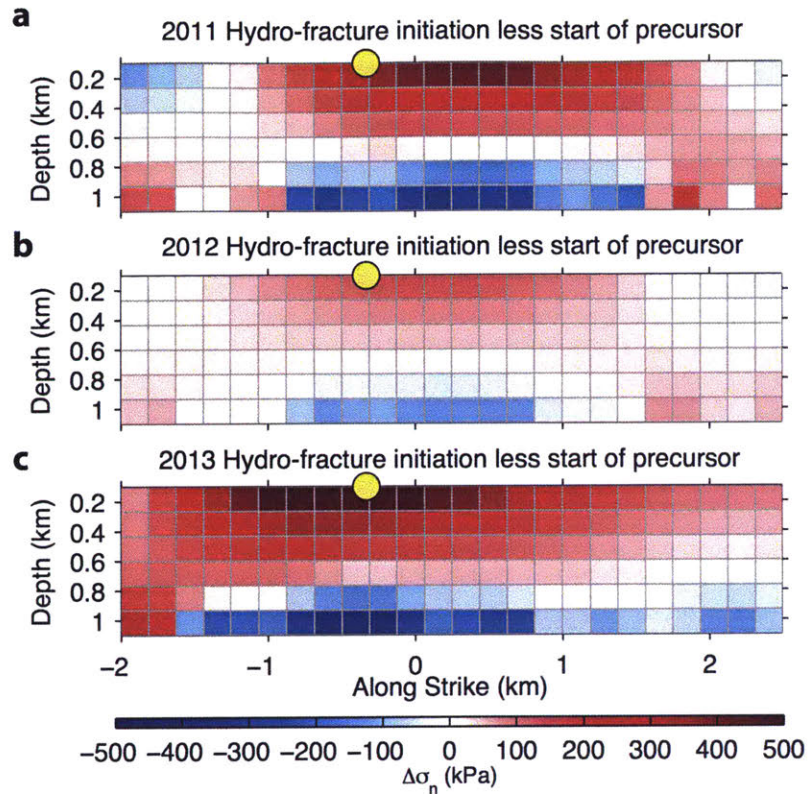 a
2011 Hydro-fracture initiation less start of precursor
0.2
0.4
0.6
0.8
1
Depth (km)
b
2012 Hydro-fracture initiation less start of precursor
0.2
0.4
0.6
0.8
1
Depth (km)
c
2013 Hydro-fracture initiation less start of precursor
0.2
0.4
0.6
0.8
1
Depth (km)
−2 −1 0 1 2
Along Strike (km)
−500 −400 −300 −200 −100 0 100 200 300 400 500
Δσn (kPa)